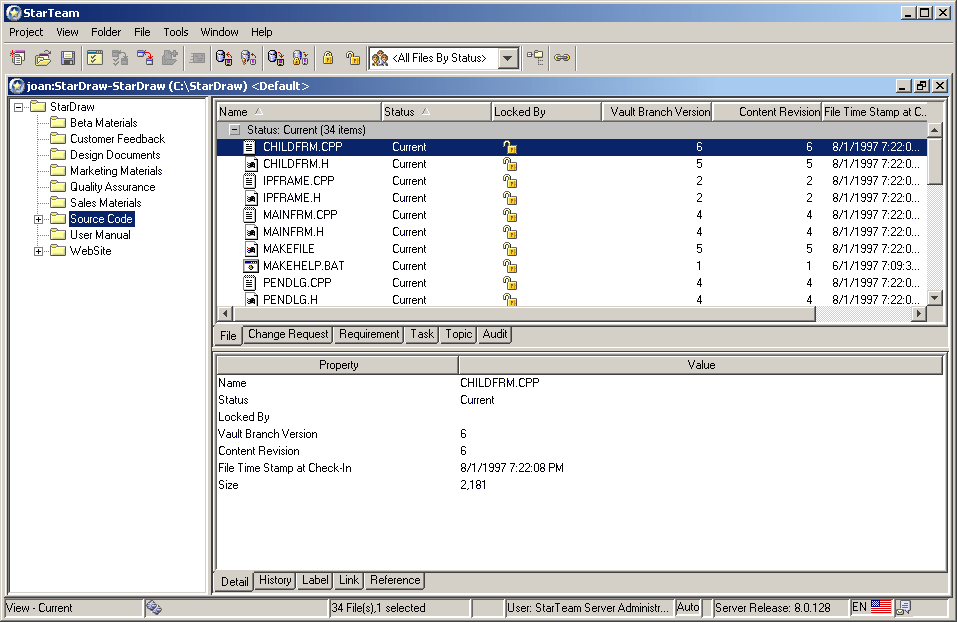 StarTeam
Project View Folder File Tools Window Help
<All Files By Status>
joan:StarDraw-StarDraw (C:\StarDraw) <Default>
StarDraw
Beta Materials
Customer Feedback
Design Documents
Marketing Materials
Quality Assurance
Sales Materials
Source Code
User Manual
WebSite
Name Status Locked By Vault Branch Version Content Revision File Time Stamp at C...
Status: Current (34 items)
CHILDFRM.CPP Current 6 6 8/1/1997 7:22:0...
CHILDFRM.H Current 5 5 8/1/1997 7:22:0...
IPFRAME.CPP Current 2 2 8/1/1997 7:22:0...
IPFRAME.H Current 2 2 8/1/1997 7:22:0...
MAINFRM.CPP Current 4 4 8/1/1997 7:22:0...
MAINFRM.H Current 4 4 8/1/1997 7:22:0...
MAKEFILE Current 5 5 8/1/1997 7:22:0...
MAKEHELP.BAT Current 1 1 6/1/1997 7:09:3...
PENDLG.CPP Current 4 4 8/1/1997 7:22:0...
PENDLG.H Current 4 4 8/1/1997 7:22:0...
File Change Request Requirement Task Topic Audit
Property Value
Name CHILDFRM.CPP
Status Current
Locked By
Vault Branch Version 6
Content Revision 6
File Time Stamp at Check-In 8/1/1997 7:22:08 PM
Size 2,181
Detail History Label Link Reference
View - Current 34 File(s),1 selected User: StarTeam Server Administr... Auto Server Release: 8.0.128 EN